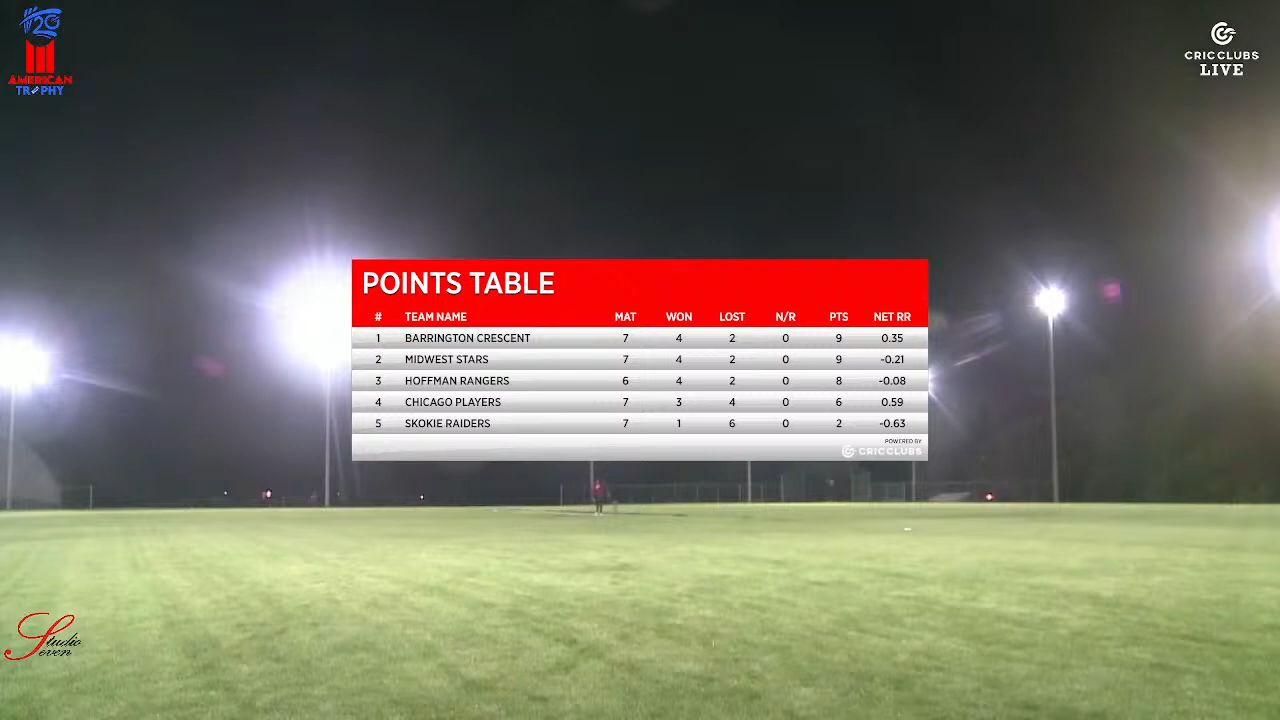 T20
AMERICAN
TROPHY
CRICCLUBS
LIVE
POINTS TABLE
# TEAM NAME MAT WON LOST N/R PTS NET RR
1 BARRINGTON CRESCENT 7 4 2 0 9 0.35
2 MIDWEST STARS 7 4 2 0 9 -0.21
3 HOFFMAN RANGERS 6 4 2 0 8 -0.08
4 CHICAGO PLAYERS 7 3 4 0 6 0.59
5 SKOKIE RAIDERS 7 1 6 0 2 -0.63
POWERED BY
CRICCLUBS
Studio
Seven